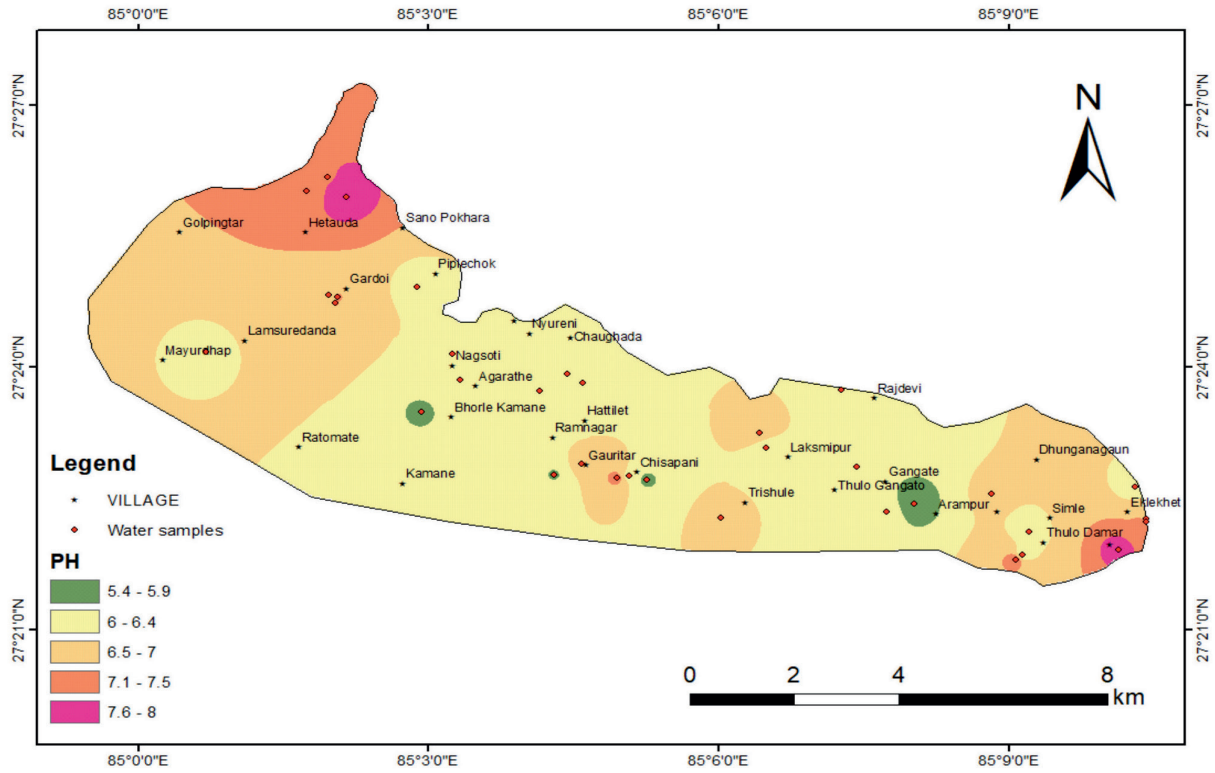 85°0'0"E 85°3'0"E 85°6'0"E 85°9'0"E
27°27'0"N
27°27'0"N
N
Golpingtar
Hetauda
Sano Pokhara
Piplechok
Gardoi
Lamsuredanda
Mayurdhap
27°24'0"N
27°24'0"N
Nyureni
Chaughada
Nagsoti
Agarathe
Rajdevi
Bhorle Kamane
Hattilet
Ramnagar
Ratomate
Laksmipur
Dhunganagaun
Gauritar
Chisapani
Kamane
Gangate
Thulo Gangato
Trishule
Arampur
Simle
Eklekhet
Thulo Damar
Legend
VILLAGE
Water samples
PH
5.4 - 5.9
6 - 6.4
6.5 - 7
7.1 - 7.5
7.6 - 8
27°21'0"N
27°21'0"N
0 2 4 8
km
85°0'0"E 85°3'0"E 85°6'0"E 85°9'0"E